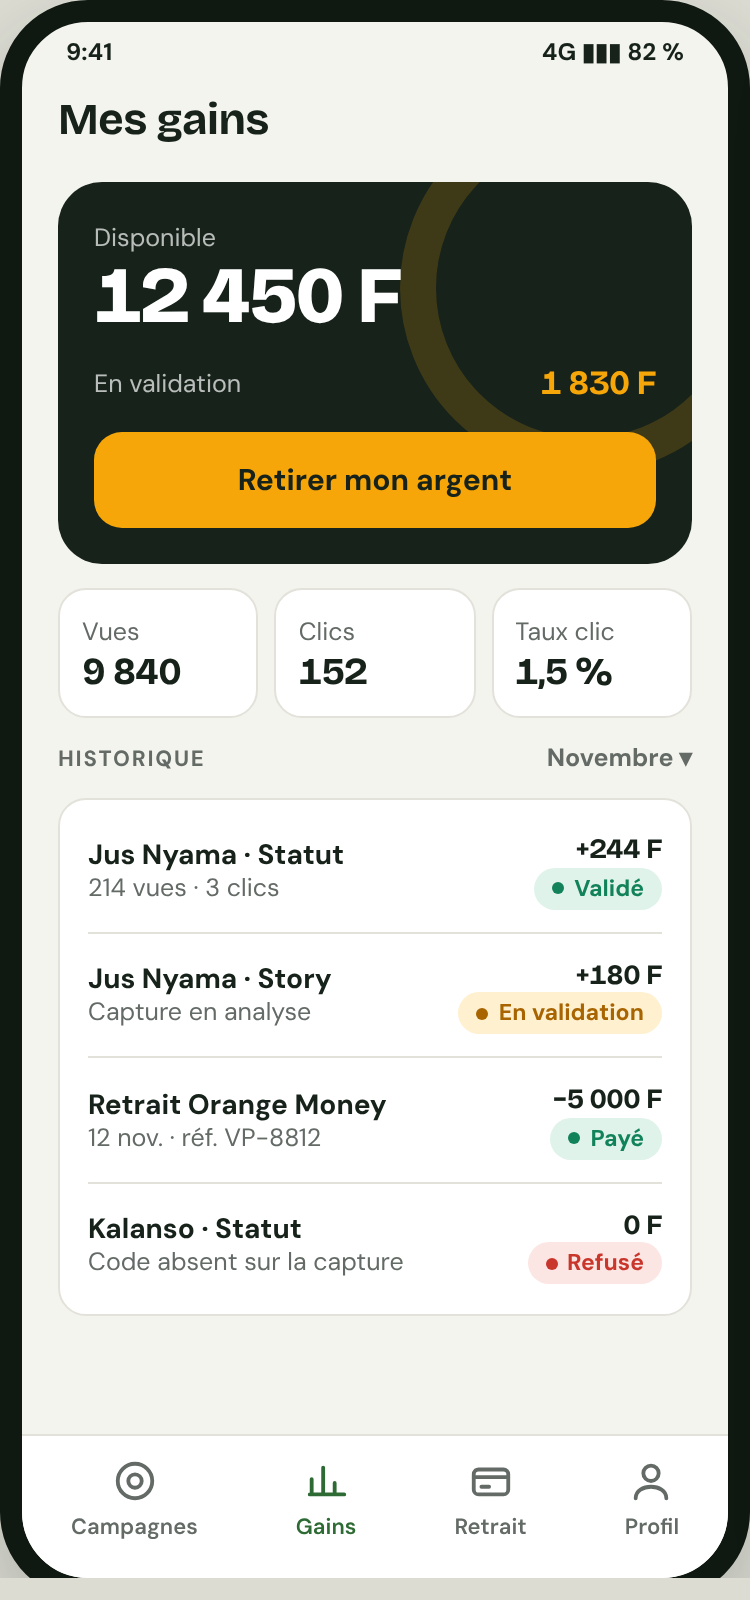 9:41
4G ▮▮▮ 82 %
Mes gains
Disponible
12 450 F
En validation
1 830 F
Retirer mon argent
Vues
9 840
Clics
152
Taux clic
1,5 %
HISTORIQUE
Novembre ▾
Jus Nyama · Statut
+244 F
214 vues · 3 clics
Validé
Jus Nyama · Story
+180 F
Capture en analyse
En validation
Retrait Orange Money
−5 000 F
12 nov. · réf. VP-8812
Payé
Kalanso · Statut
0 F
Code absent sur la capture
Refusé
Campagnes
Gains
Retrait
Profil